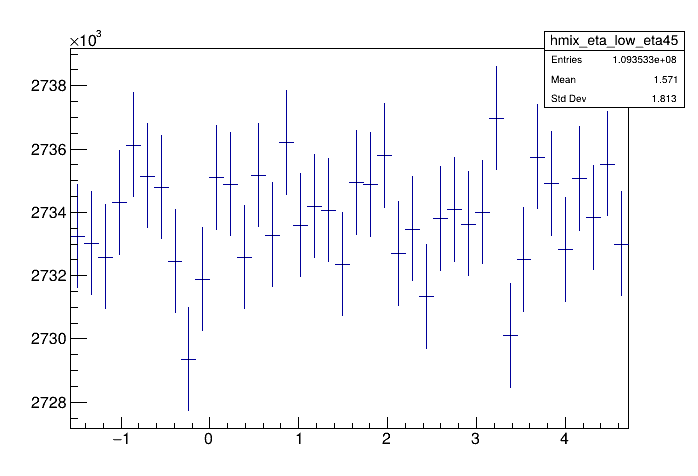 ×10³
hmix_eta_low_eta45
Entries 1.093533e+08
Mean 1.571
Std Dev 1.813
2738
2736
2734
2732
2730
2728
−1 0 1 2 3 4